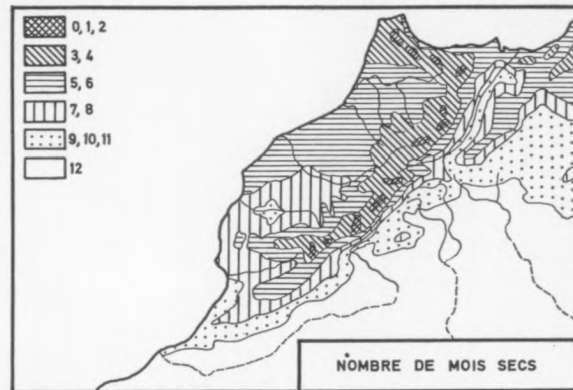 0, 1, 2
3, 4
5, 6
7, 8
9, 10, 11
12
NOMBRE DE MOIS SECS